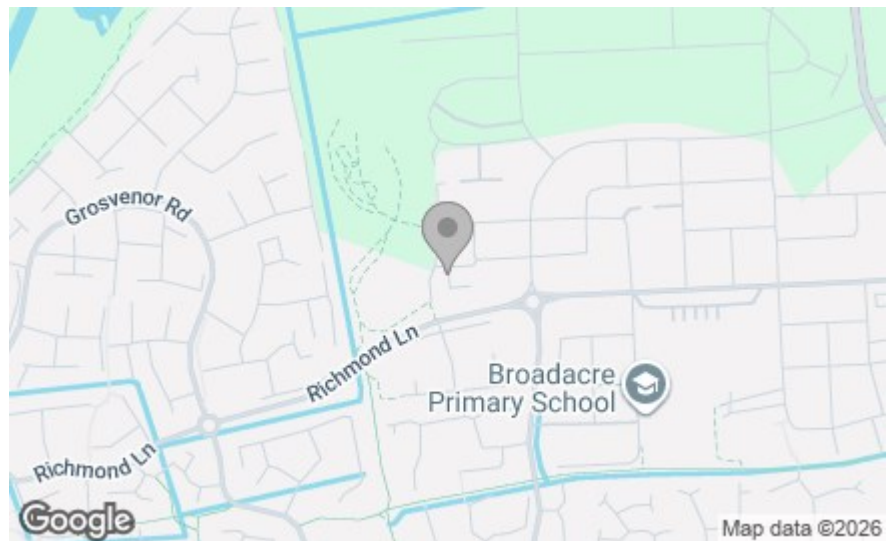 Grosvenor Rd
Richmond Ln
Broadacre
Primary School
Richmond Ln
Google
Map data ©2026